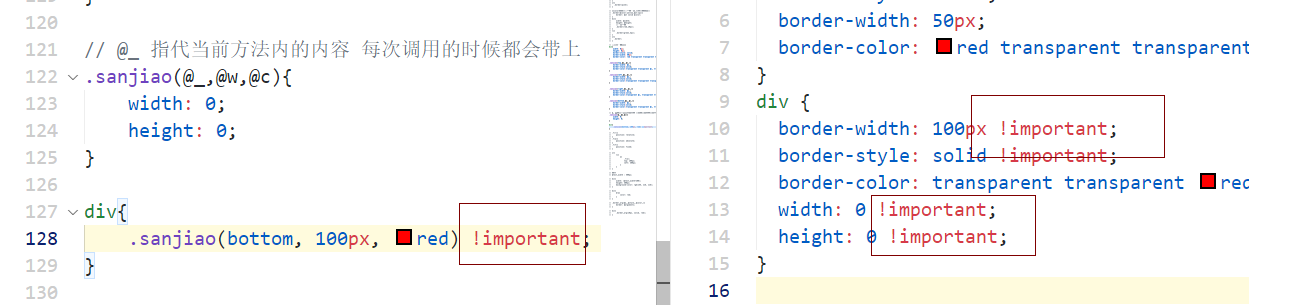 120
121 // @_ 指代当前方法内的内容 每次调用的时候都会带上
122 .sanjiao(@_,@w,@c){
123 width: 0;
124 height: 0;
125 }
126
127 div{
128 .sanjiao(bottom, 100px, red) !important;
129 }
130
6 border-width: 50px;
7 border-color: red transparent transparent
8 }
9 div {
10 border-width: 100px !important;
11 border-style: solid !important;
12 border-color: transparent transparent red
13 width: 0 !important;
14 height: 0 !important;
15 }
16